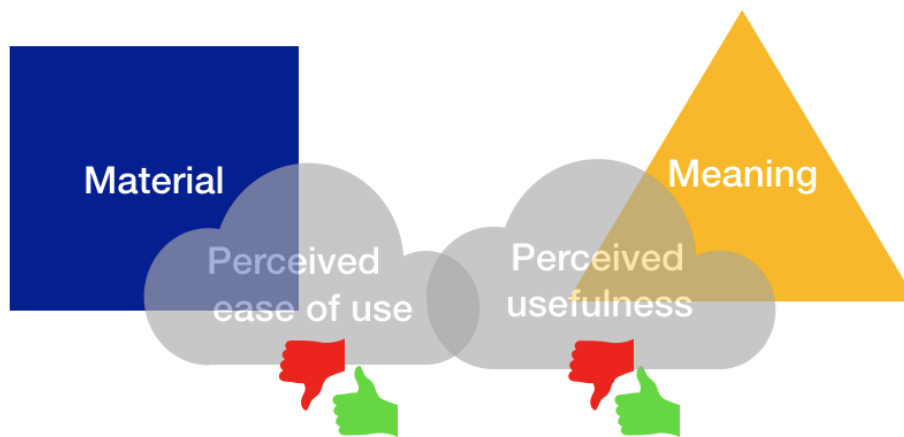 Material
Meaning
Perceived
ease of use
Perceived
usefulness